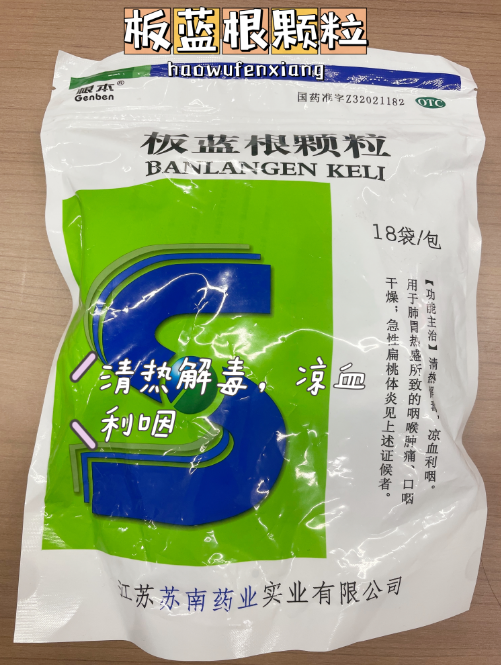 板蓝根颗粒
haowufenxiang
根本®
Genben
国药准字Z32021182
OTC
板蓝根颗粒
BANLANGEN KELI
18袋/包
【功能主治】清热解毒，凉血利咽。
用于肺胃热盛所致的咽喉肿痛、口咽
干燥；急性扁桃体炎见上述证候者。
清热解毒，凉血
利咽
江苏苏南药业实业有限公司